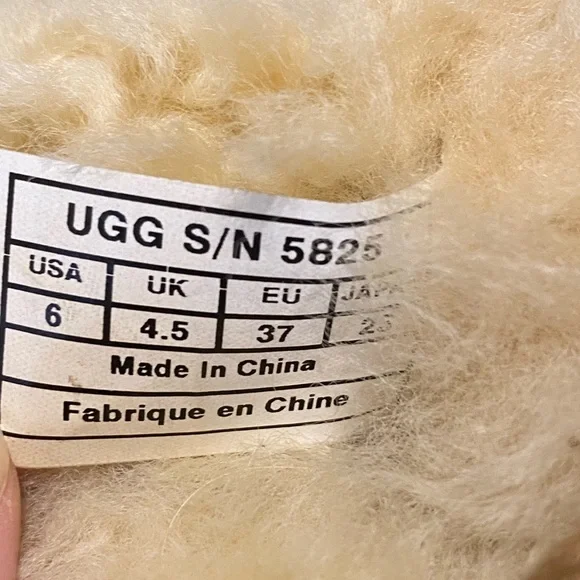 UGG S/N 5825
USA UK EU
6 4.5 37
Made In China
Fabrique en Chine